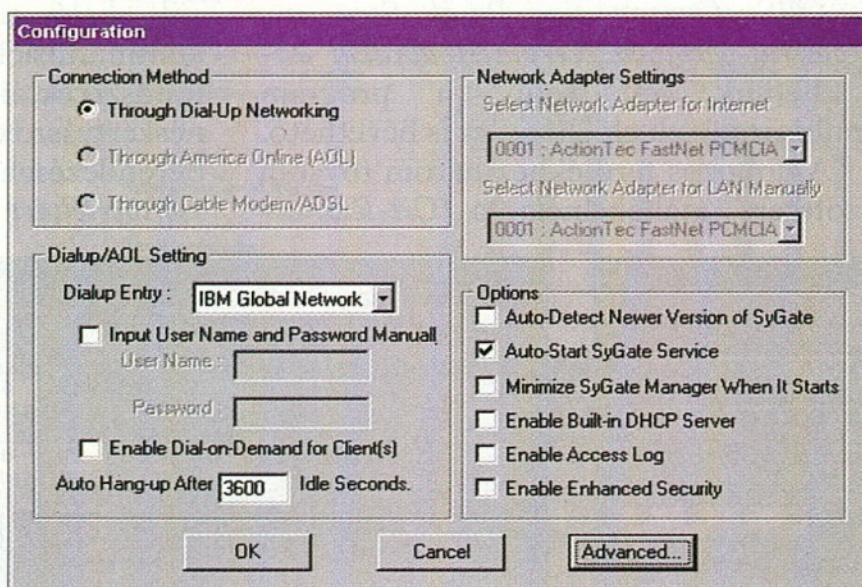 Configuration
Connection Method
Through Dial-Up Networking
Through America Online (AOL)
Through Cable Modem/ADSL
Dialup/AOL Setting
Dialup Entry :
IBM Global Network
Input User Name and Password Manuall
User Name :
Password :
Enable Dial-on-Demand for Client(s)
Auto Hang-up After 3600 Idle Seconds.
Network Adapter Settings
Select Network Adapter for Internet
0001 : ActionTec FastNet PCMCIA
Select Network Adapter for LAN Manually
0001 : ActionTec FastNet PCMCIA
Options
Auto-Detect Newer Version of SyGate
Auto-Start SyGate Service
Minimize SyGate Manager When It Starts
Enable Built-in DHCP Server
Enable Access Log
Enable Enhanced Security
OK
Cancel
Advanced...